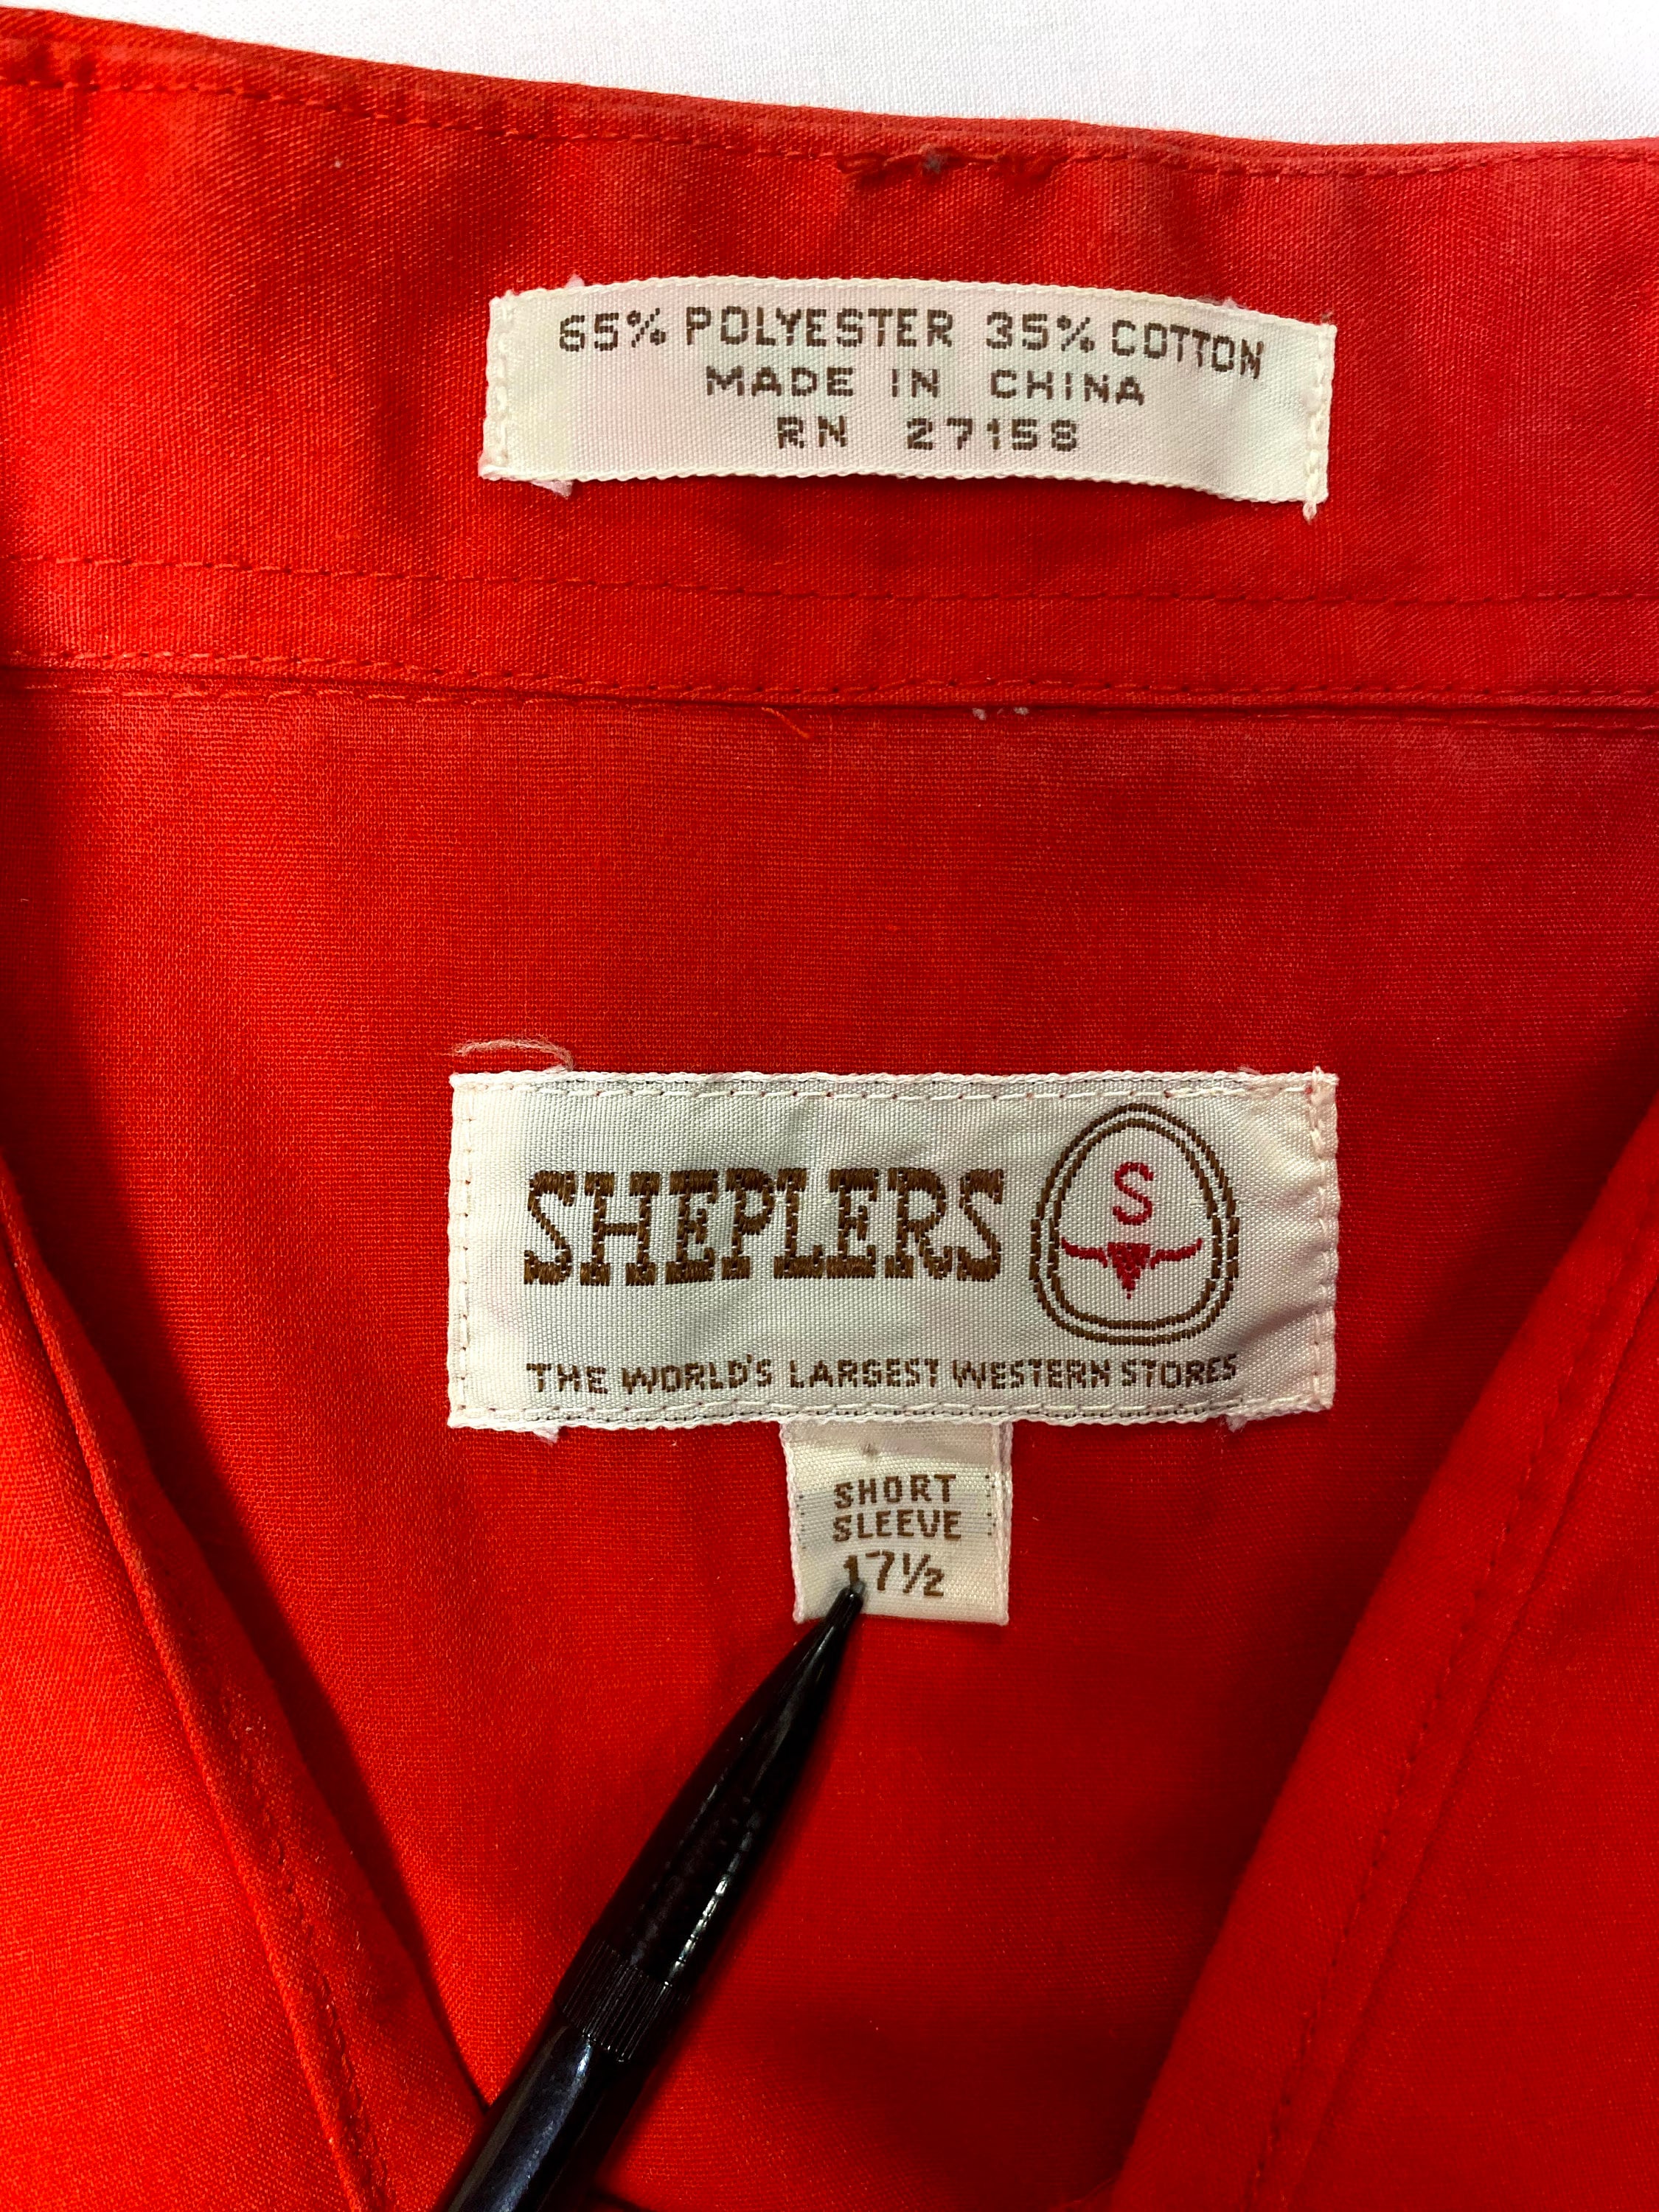 65% POLYESTER 35% COTTON
MADE IN CHINA
RN 27158
SHEPLERS S
THE WORLD'S LARGEST WESTERN STORES
SHORT
SLEEVE
17½